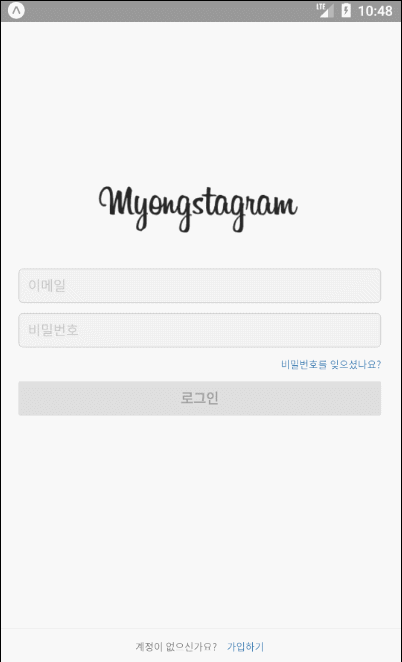 LTE 10:48
Myongstagram
이메일
비밀번호
비밀번호를 잊으셨나요?
로그인
계정이 없으신가요? 가입하기